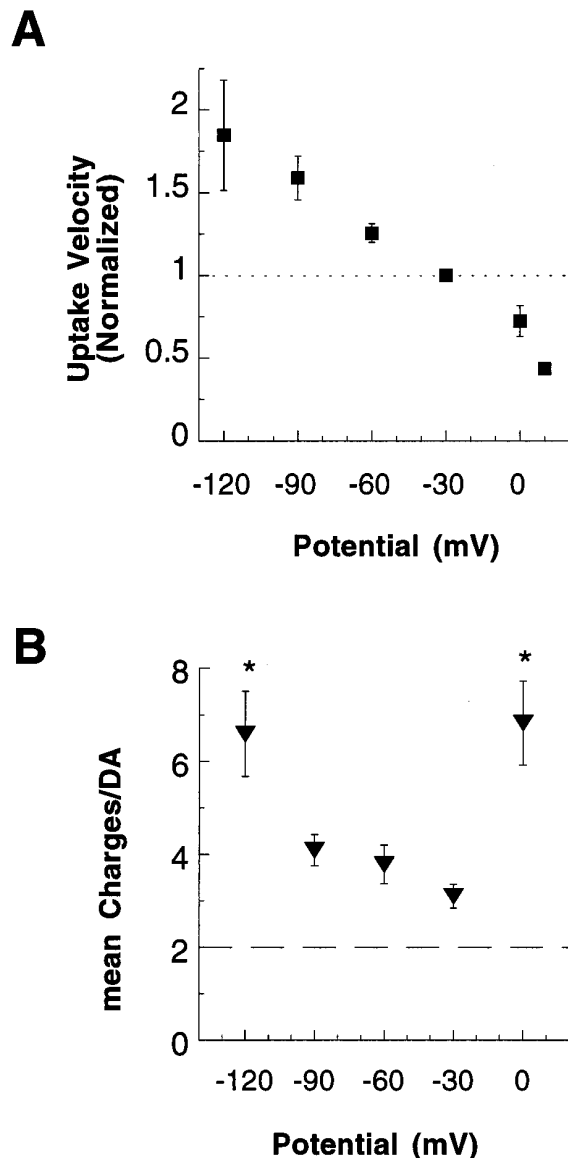 A
Uptake Velocity
(Normalized)
2
1.5
1
0.5
0
-120 -90 -60 -30 0
Potential (mV)
B
mean Charges/DA
* *
8
6
4
2
0
-120 -90 -60 -30 0
Potential (mV)